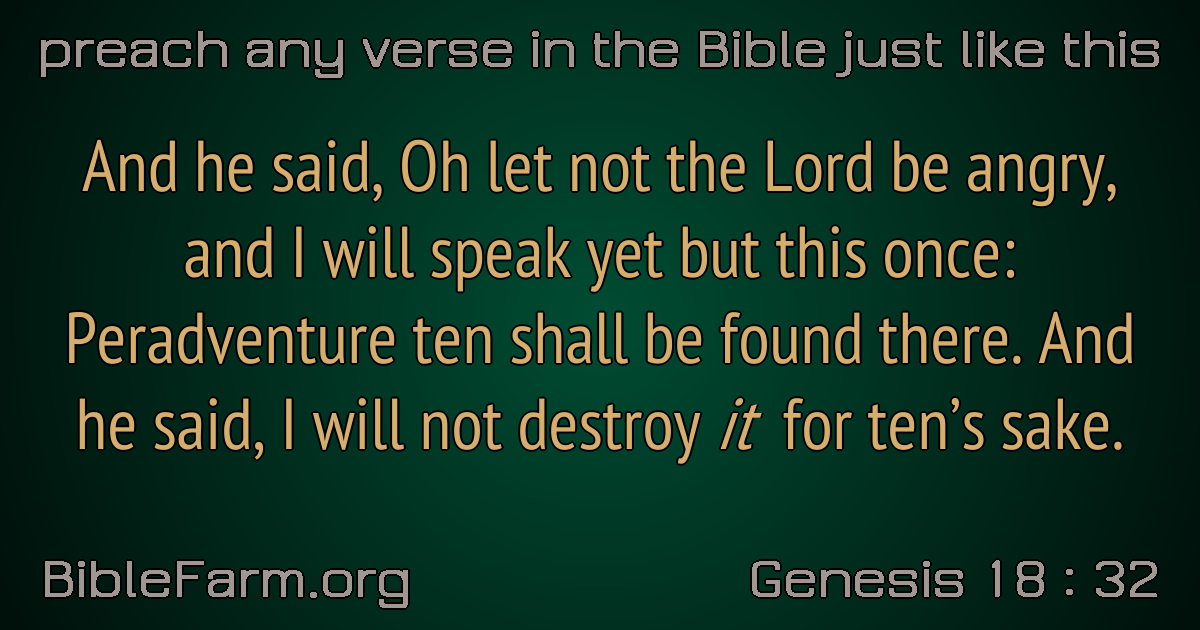 preach any verse in the Bible just like this
And he said, Oh let not the Lord be angry,
and I will speak yet but this once:
Peradventure ten shall be found there. And
he said, I will not destroy it for ten’s sake.
BibleFarm.org
Genesis 18 : 32